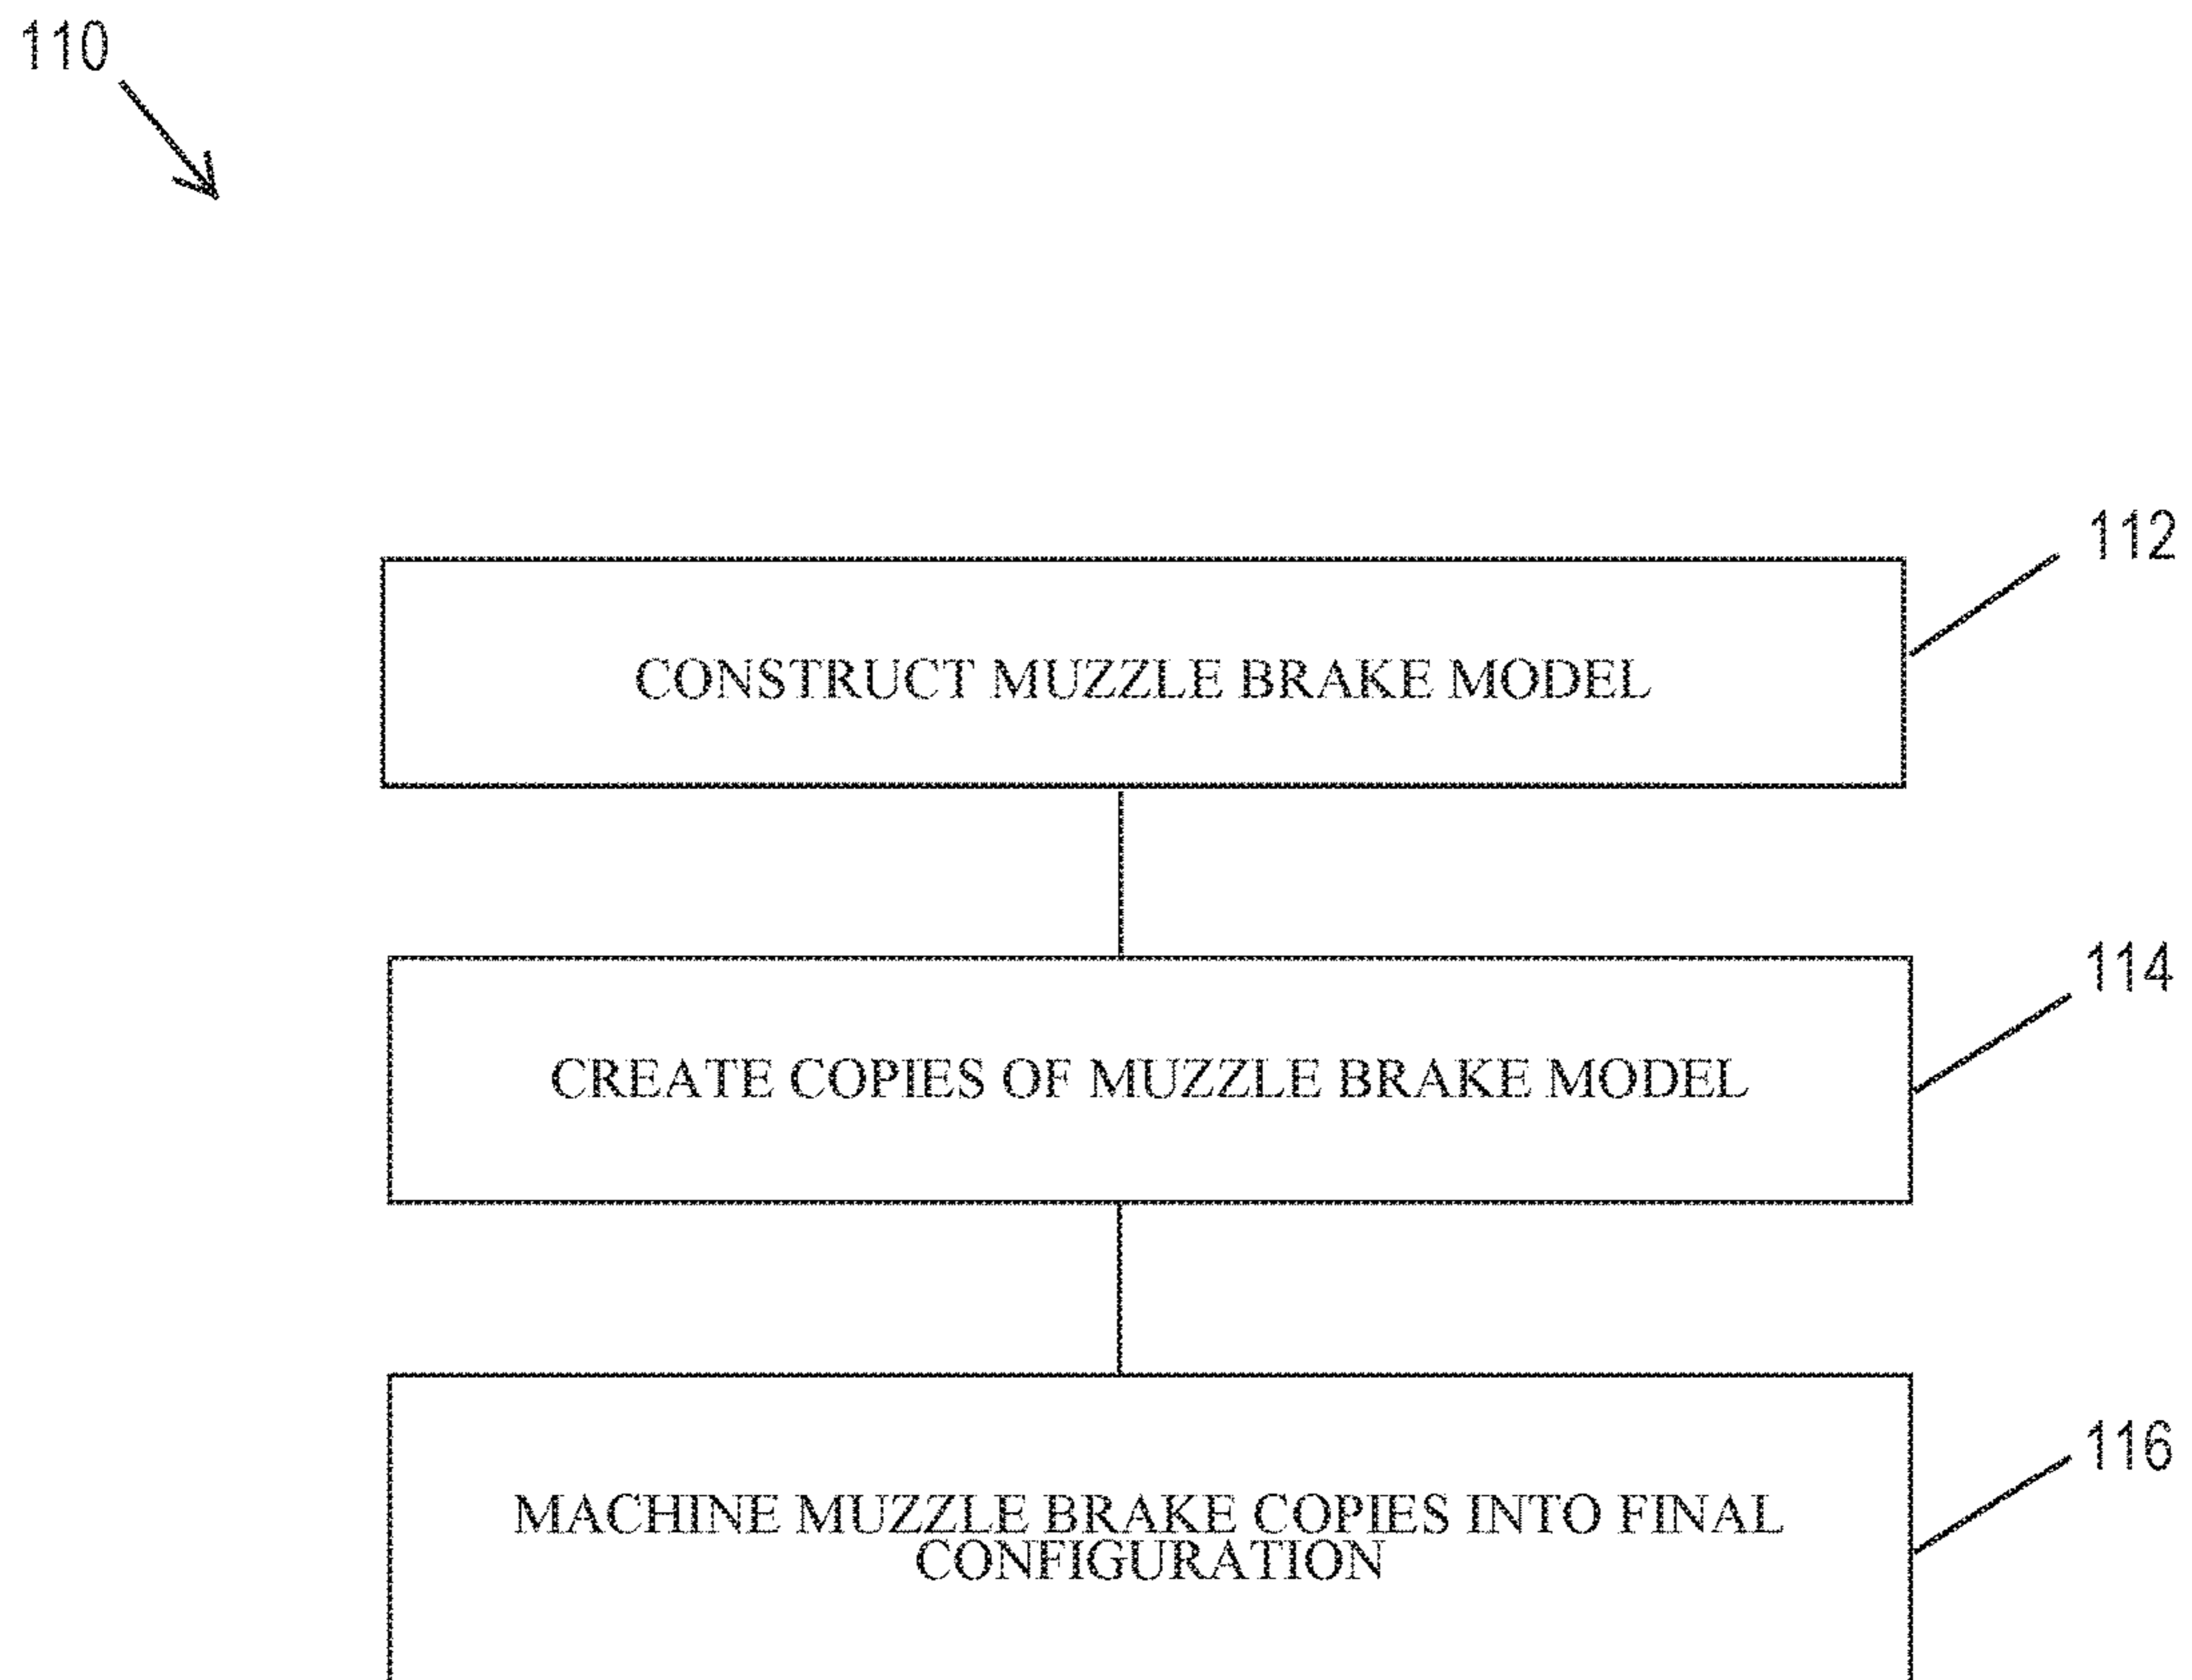 110
112
CONSTRUCT MUZZLE BRAKE MODEL
114
CREATE COPIES OF MUZZLE BRAKE MODEL
116
MACHINE MUZZLE BRAKE COPIES INTO FINAL
CONFIGURATION